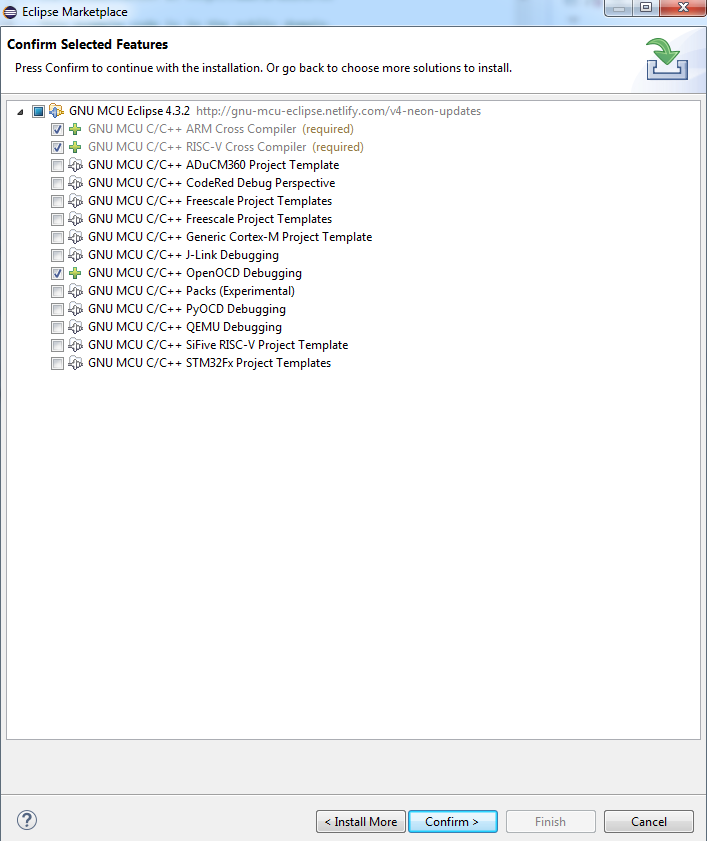 Eclipse Marketplace
Confirm Selected Features
Press Confirm to continue with the installation. Or go back to choose more solutions to install.
GNU MCU Eclipse 4.3.2 http://gnu-mcu-eclipse.netlify.com/v4-neon-updates
GNU MCU C/C++ ARM Cross Compiler (required)
GNU MCU C/C++ RISC-V Cross Compiler (required)
GNU MCU C/C++ ADuCM360 Project Template
GNU MCU C/C++ CodeRed Debug Perspective
GNU MCU C/C++ Freescale Project Templates
GNU MCU C/C++ Freescale Project Templates
GNU MCU C/C++ Generic Cortex-M Project Template
GNU MCU C/C++ J-Link Debugging
GNU MCU C/C++ OpenOCD Debugging
GNU MCU C/C++ Packs (Experimental)
GNU MCU C/C++ PyOCD Debugging
GNU MCU C/C++ QEMU Debugging
GNU MCU C/C++ SiFive RISC-V Project Template
GNU MCU C/C++ STM32Fx Project Templates
? < Install More Confirm > Finish Cancel